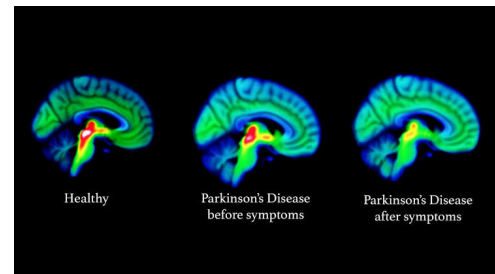 Healthy
Parkinson's Disease
before symptoms
Parkinson's Disease
after symptoms